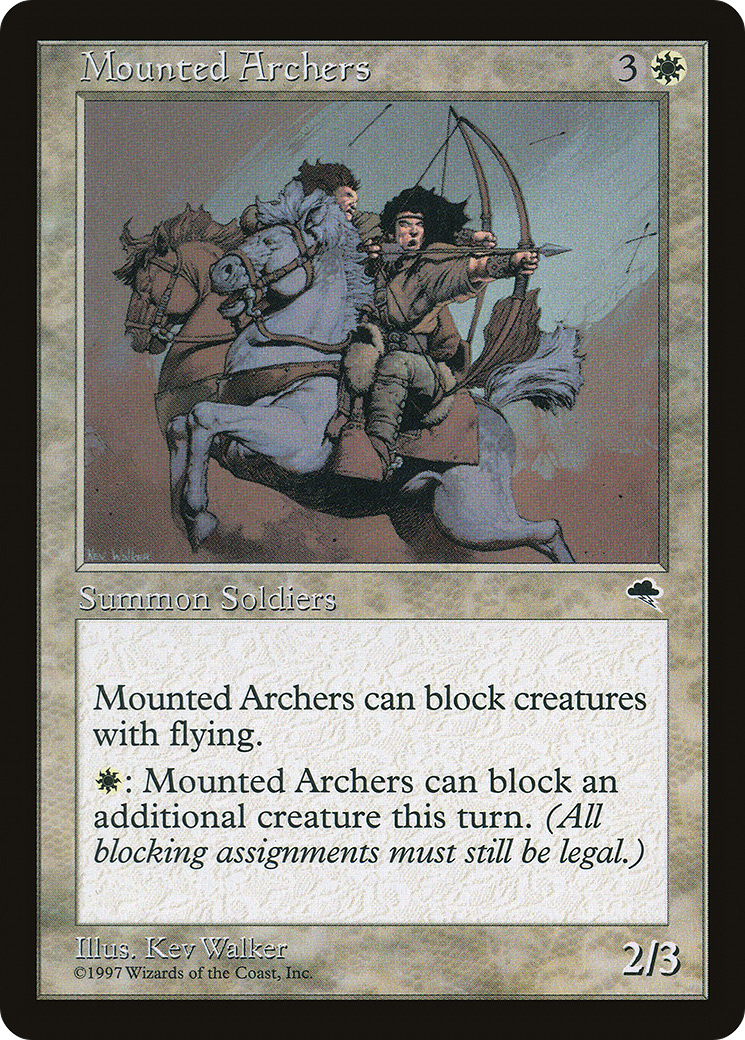 Mounted Archers 3
KEV WALKER
Summon Soldiers
Mounted Archers can block creatures
with flying.
: Mounted Archers can block an
additional creature this turn. (All
blocking assignments must still be legal.)
Illus. Kev Walker
2/3
©1997 Wizards of the Coast, Inc.